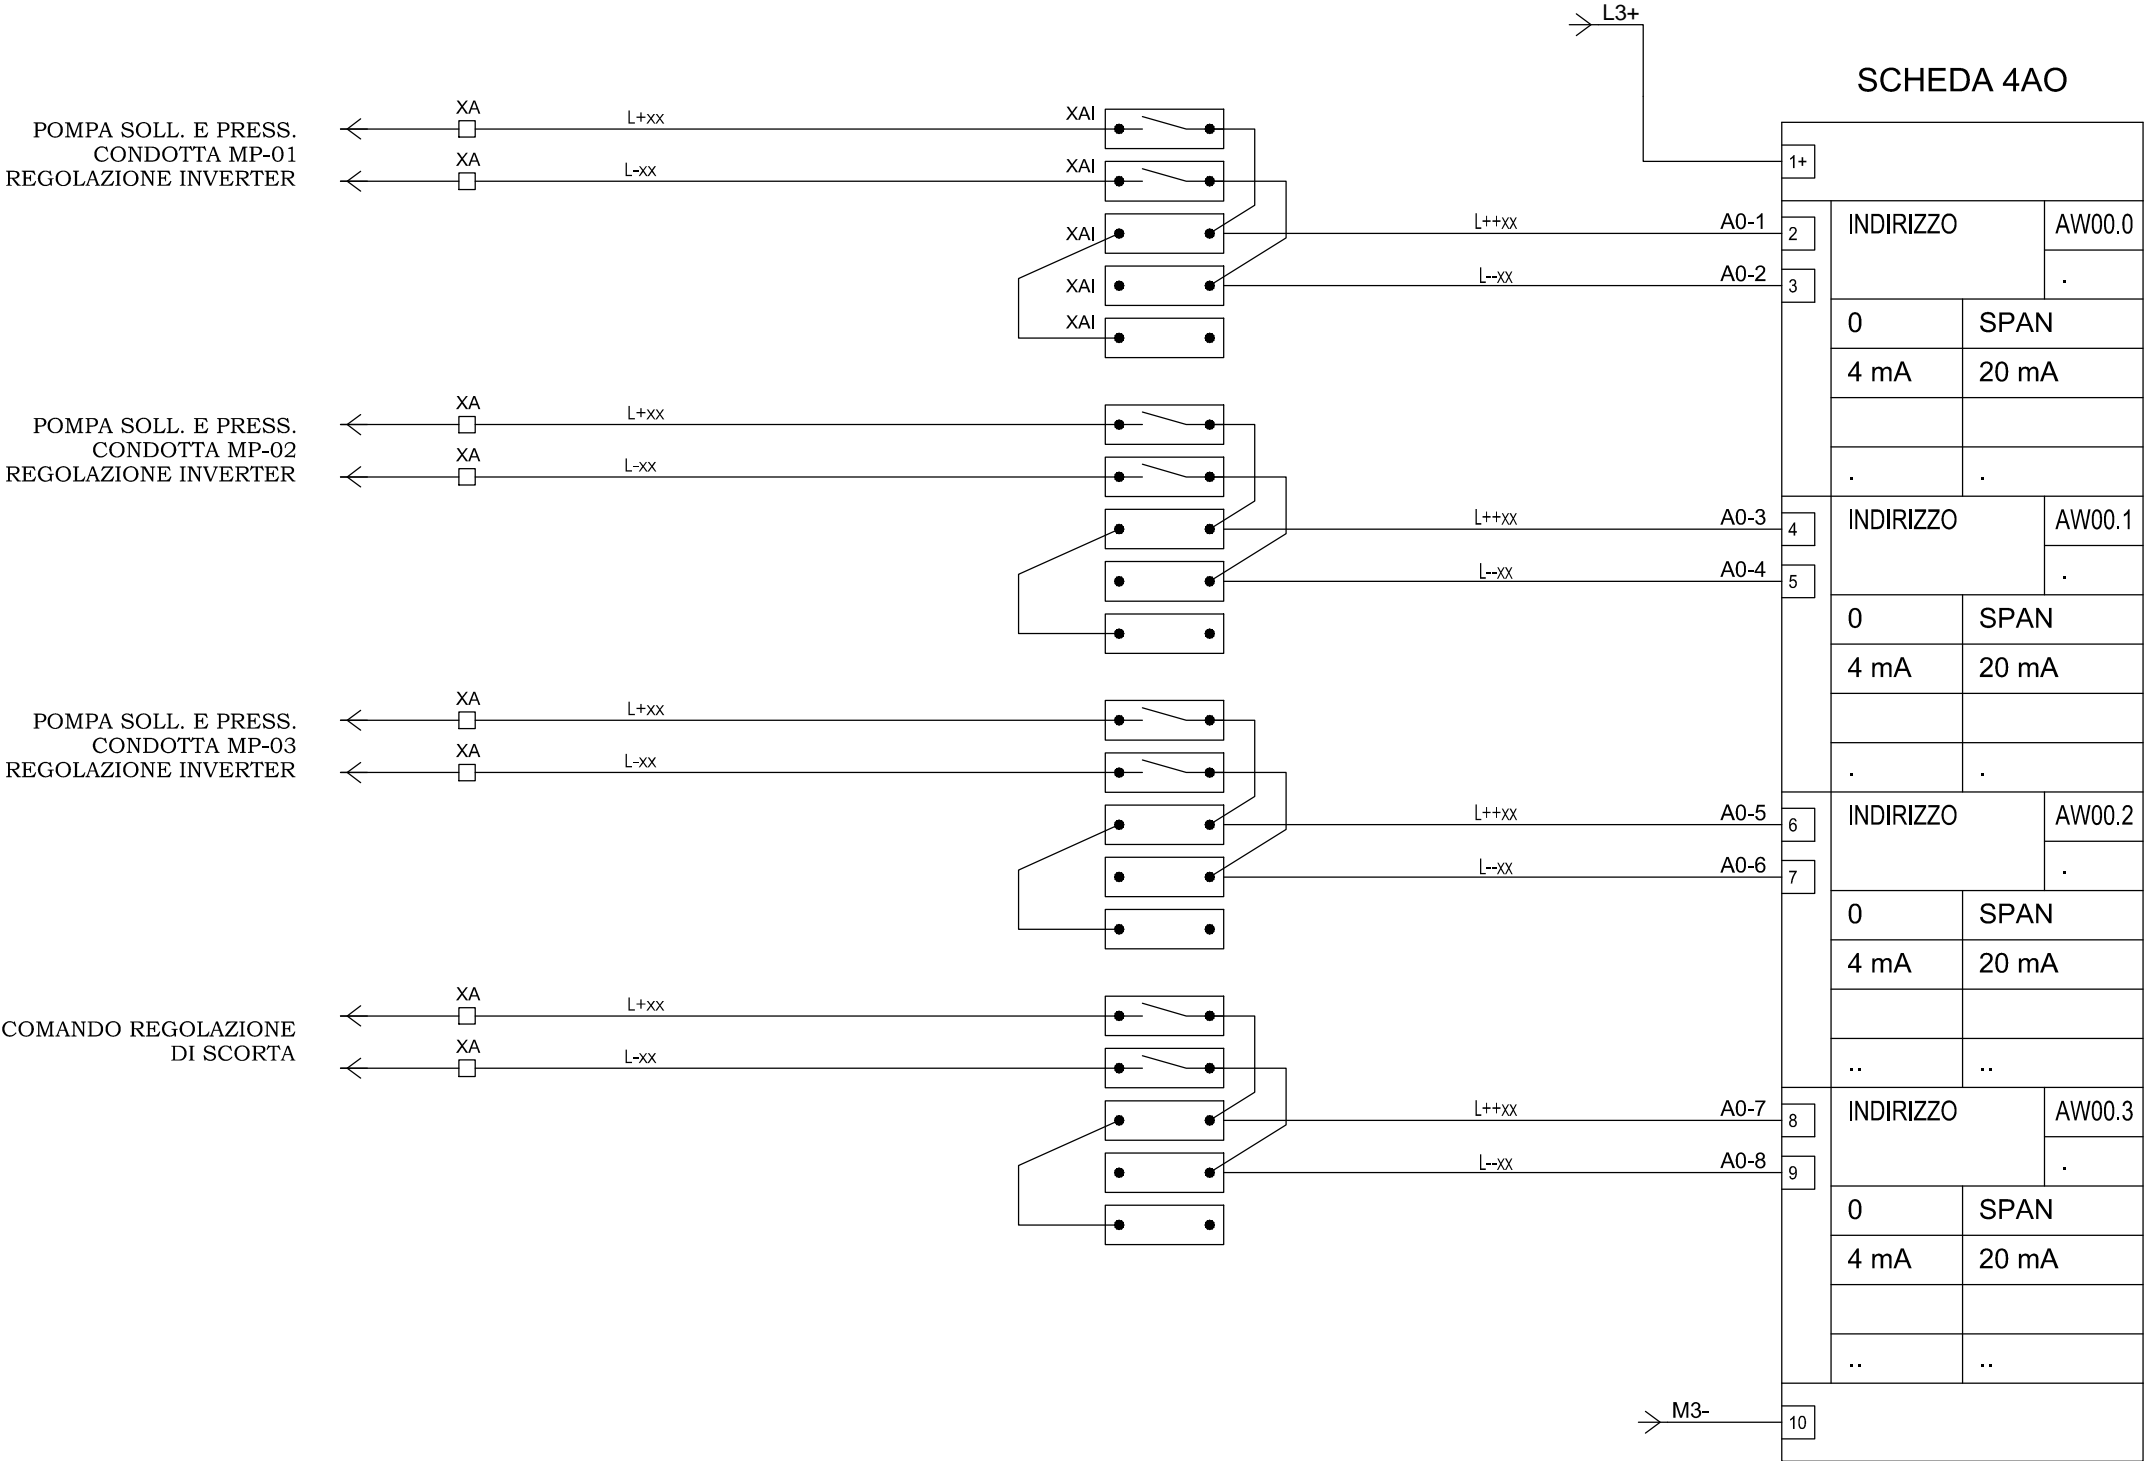 L3+
SCHEDA 4AO
1+
POMPA SOLL. E PRESS.
CONDOTTA MP-01
REGOLAZIONE INVERTER
XA
L+xx
XAI
XA
L-xx
XAI
XAI
L++xx
A0-1
2
INDIRIZZO
AW00.0
XAI
L--xx
A0-2
3
.
XAI
0
SPAN
4 mA
20 mA
.
.
POMPA SOLL. E PRESS.
CONDOTTA MP-02
REGOLAZIONE INVERTER
XA
L+xx
XA
L-xx
L++xx
A0-3
4
INDIRIZZO
AW00.1
L--xx
A0-4
5
.
0
SPAN
4 mA
20 mA
.
.
POMPA SOLL. E PRESS.
CONDOTTA MP-03
REGOLAZIONE INVERTER
XA
L+xx
XA
L-xx
L++xx
A0-5
6
INDIRIZZO
AW00.2
L--xx
A0-6
7
.
0
SPAN
4 mA
20 mA
..
..
COMANDO REGOLAZIONE
DI SCORTA
XA
L+xx
XA
L-xx
L++xx
A0-7
8
INDIRIZZO
AW00.3
L--xx
A0-8
9
.
0
SPAN
4 mA
20 mA
..
..
M3-
10